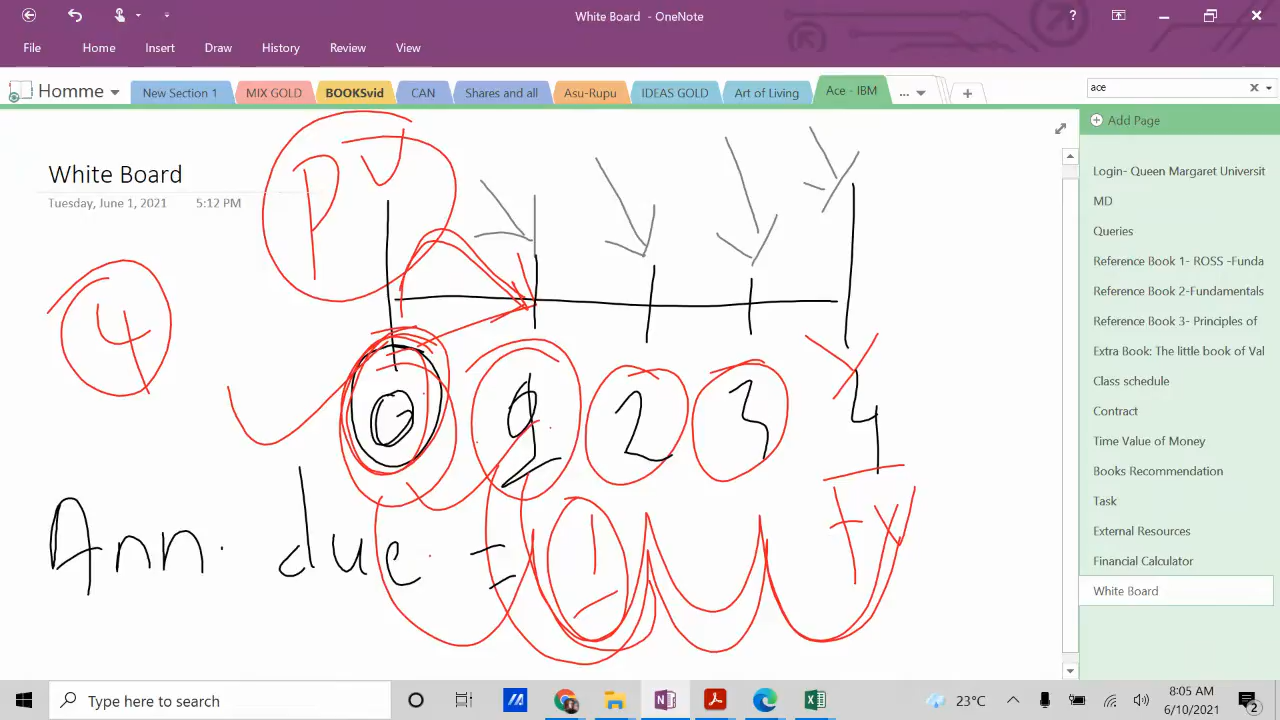 White Board - OneNote
?
File Home Insert Draw History Review View
Homme
New Section 1 MIX GOLD BOOKSvid CAN Shares and all Asu-Rupu IDEAS GOLD Art of Living Ace - IBM ...
ace
Add Page
White Board
Tuesday, June 1, 2021 5:12 PM
Login- Queen Margaret Universit
MD
Queries
Reference Book 1- ROSS -Funda
Reference Book 2-Fundamentals
Reference Book 3- Principles of
Extra Book: The little book of Val
Class schedule
Contract
Time Value of Money
Books Recommendation
Task
External Resources
Financial Calculator
White Board
PV
4
0 1 2 3 4
FV
Ann. due = 1
Type here to search
23°C
8:05 AM
6/10/2021
2